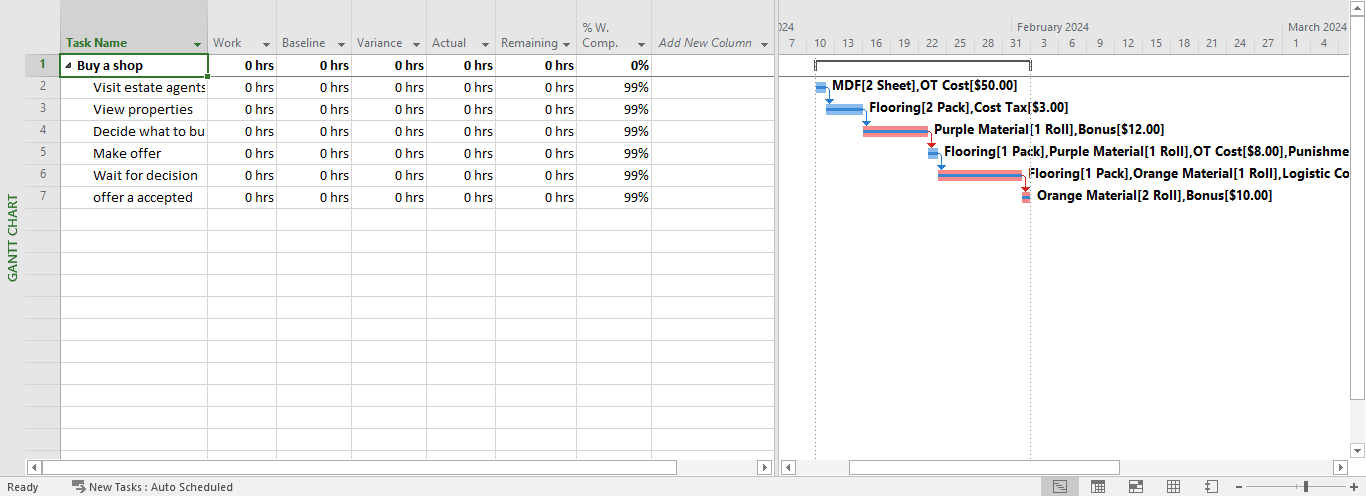 024 February 2024 March 2024
7 10 13 16 19 22 25 28 31 3 6 9 12 15 18 21 24 27 1 4
Task Name Work Baseline Variance Actual Remaining % W. Comp. Add New Column
1 Buy a shop 0 hrs 0 hrs 0 hrs 0 hrs 0 hrs 0%
2 Visit estate agents 0 hrs 0 hrs 0 hrs 0 hrs 0 hrs 99% MDF[2 Sheet],OT Cost[$50.00]
3 View properties 0 hrs 0 hrs 0 hrs 0 hrs 0 hrs 99% Flooring[2 Pack],Cost Tax[$3.00]
4 Decide what to bu 0 hrs 0 hrs 0 hrs 0 hrs 0 hrs 99% Purple Material[1 Roll],Bonus[$12.00]
5 Make offer 0 hrs 0 hrs 0 hrs 0 hrs 0 hrs 99% Flooring[1 Pack],Purple Material[1 Roll],OT Cost[$8.00],Punishme
6 Wait for decision 0 hrs 0 hrs 0 hrs 0 hrs 0 hrs 99% Flooring[1 Pack],Orange Material[1 Roll],Logistic Co
7 offer a accepted 0 hrs 0 hrs 0 hrs 0 hrs 0 hrs 99% Orange Material[2 Roll],Bonus[$10.00]
GANTT CHART
Ready New Tasks : Auto Scheduled